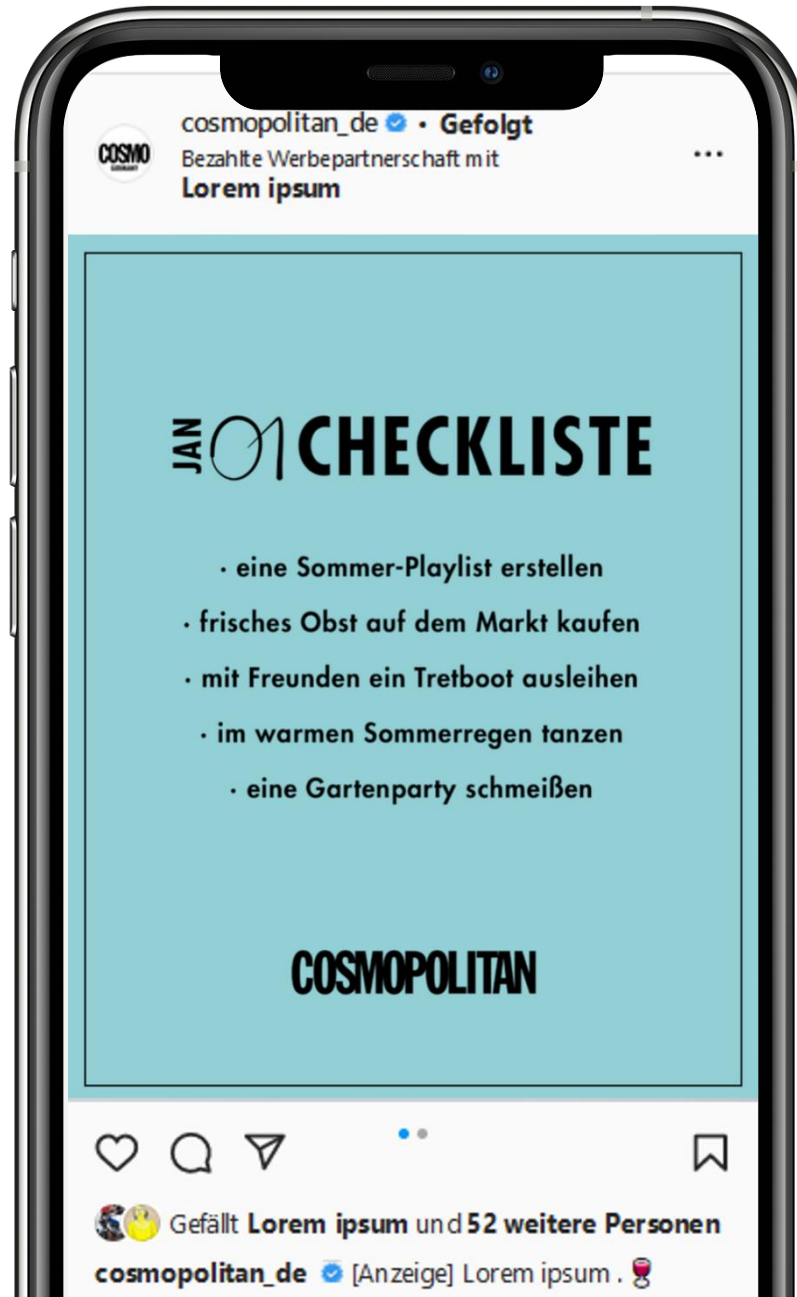 cosmopolitan_de • Gefolgt
COSMO
Bezahlte Werbepartnerschaft mit
Lorem ipsum
JAN 01 CHECKLISTE
· eine Sommer-Playlist erstellen
· frisches Obst auf dem Markt kaufen
· mit Freunden ein Tretboot ausleihen
· im warmen Sommerregen tanzen
· eine Gartenparty schmeißen
COSMOPOLITAN
Gefällt Lorem ipsum und 52 weitere Personen
cosmopolitan_de [Anzeige] Lorem ipsum . 🍷